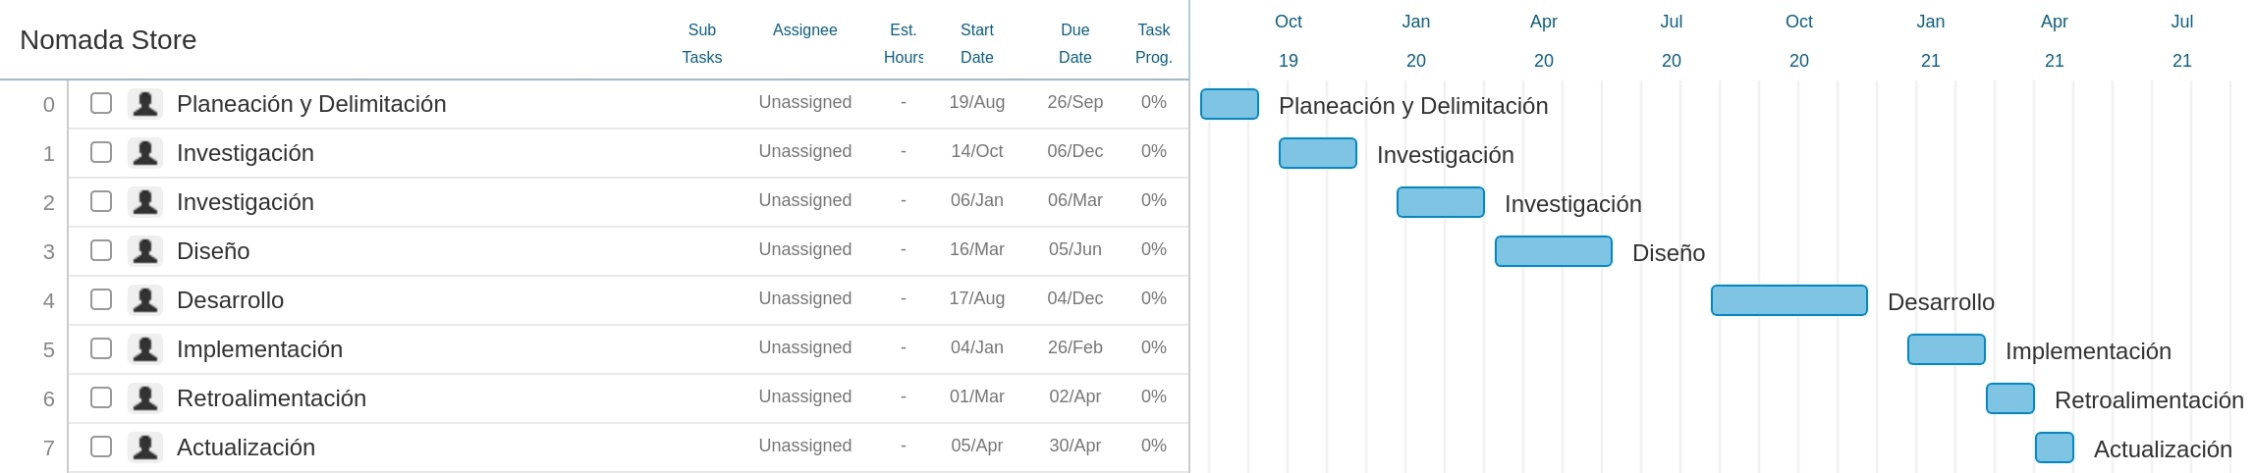 Nomada Store
Sub Tasks Assignee Est. Hours Start Date Due Date Task Prog.
Oct Jan Apr Jul Oct Jan Apr Jul
19 20 20 20 20 21 21 21
0 Planeación y Delimitación Unassigned - 19/Aug 26/Sep 0% Planeación y Delimitación
1 Investigación Unassigned - 14/Oct 06/Dec 0% Investigación
2 Investigación Unassigned - 06/Jan 06/Mar 0% Investigación
3 Diseño Unassigned - 16/Mar 05/Jun 0% Diseño
4 Desarrollo Unassigned - 17/Aug 04/Dec 0% Desarrollo
5 Implementación Unassigned - 04/Jan 26/Feb 0% Implementación
6 Retroalimentación Unassigned - 01/Mar 02/Apr 0% Retroalimentación
7 Actualización Unassigned - 05/Apr 30/Apr 0% Actualización